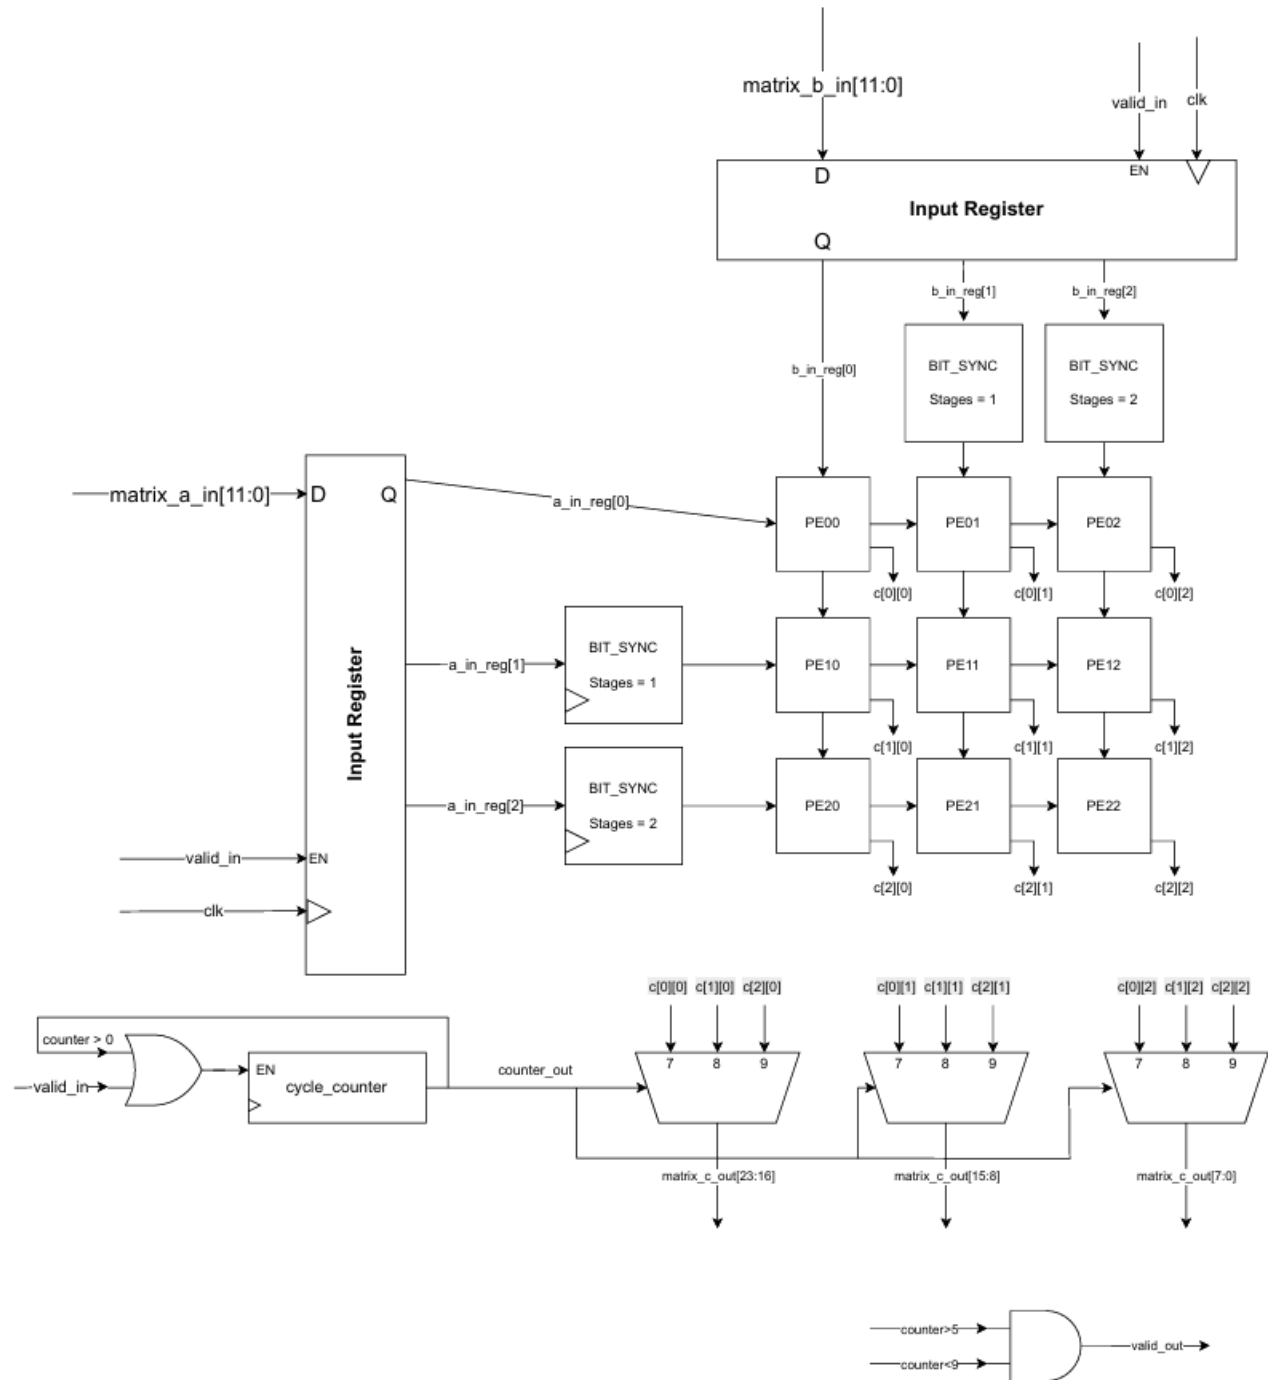 matrix_b_in[11:0]
valid_in
clk
D
EN
Input Register
Q
b_in_reg[1]
b_in_reg[2]
b_in_reg[0]
BIT_SYNC
Stages = 1
BIT_SYNC
Stages = 2
matrix_a_in[11:0]
D
Q
a_in_reg[0]
PE00
PE01
PE02
c[0][0]
c[0][1]
c[0][2]
Input Register
a_in_reg[1]
BIT_SYNC
Stages = 1
PE10
PE11
PE12
c[1][0]
c[1][1]
c[1][2]
a_in_reg[2]
BIT_SYNC
Stages = 2
PE20
PE21
PE22
c[2][0]
c[2][1]
c[2][2]
valid_in
EN
clk
c[0][0] c[1][0] c[2][0]
c[0][1] c[1][1] c[2][1]
c[0][2] c[1][2] c[2][2]
counter > 0
valid_in
EN
cycle_counter
counter_out
7 8 9
7 8 9
7 8 9
matrix_c_out[23:16]
matrix_c_out[15:8]
matrix_c_out[7:0]
counter>5
counter<9
valid_out